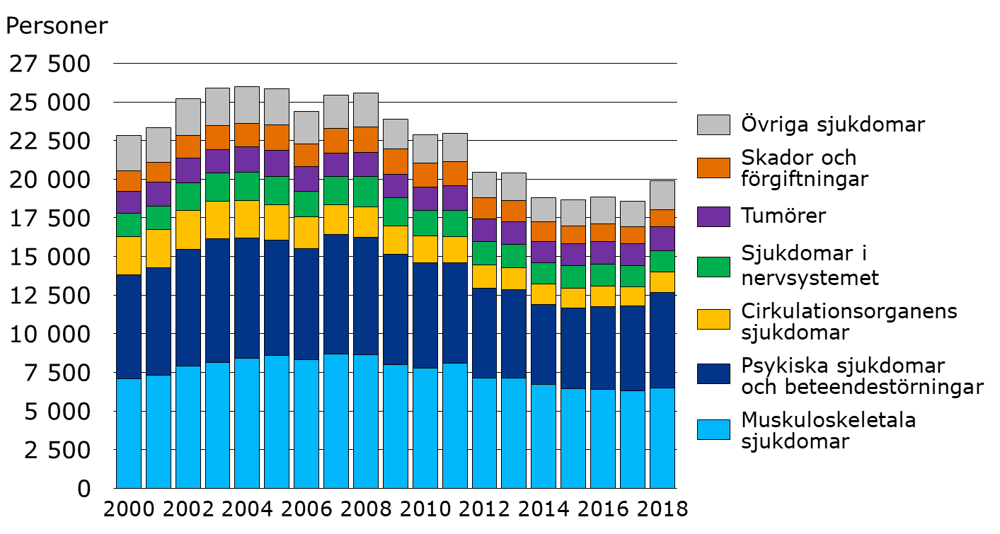 Personer
27 500
25 000
22 500
20 000
17 500
15 000
12 500
10 000
7 500
5 000
2 500
0
2000 2002 2004 2006 2008 2010 2012 2014 2016 2018
Övriga sjukdomar
Skador och
förgiftningar
Tumörer
Sjukdomar i
nervsystemet
Cirkulationsorganens
sjukdomar
Psykiska sjukdomar
och beteendestörningar
Muskuloskeletala
sjukdomar